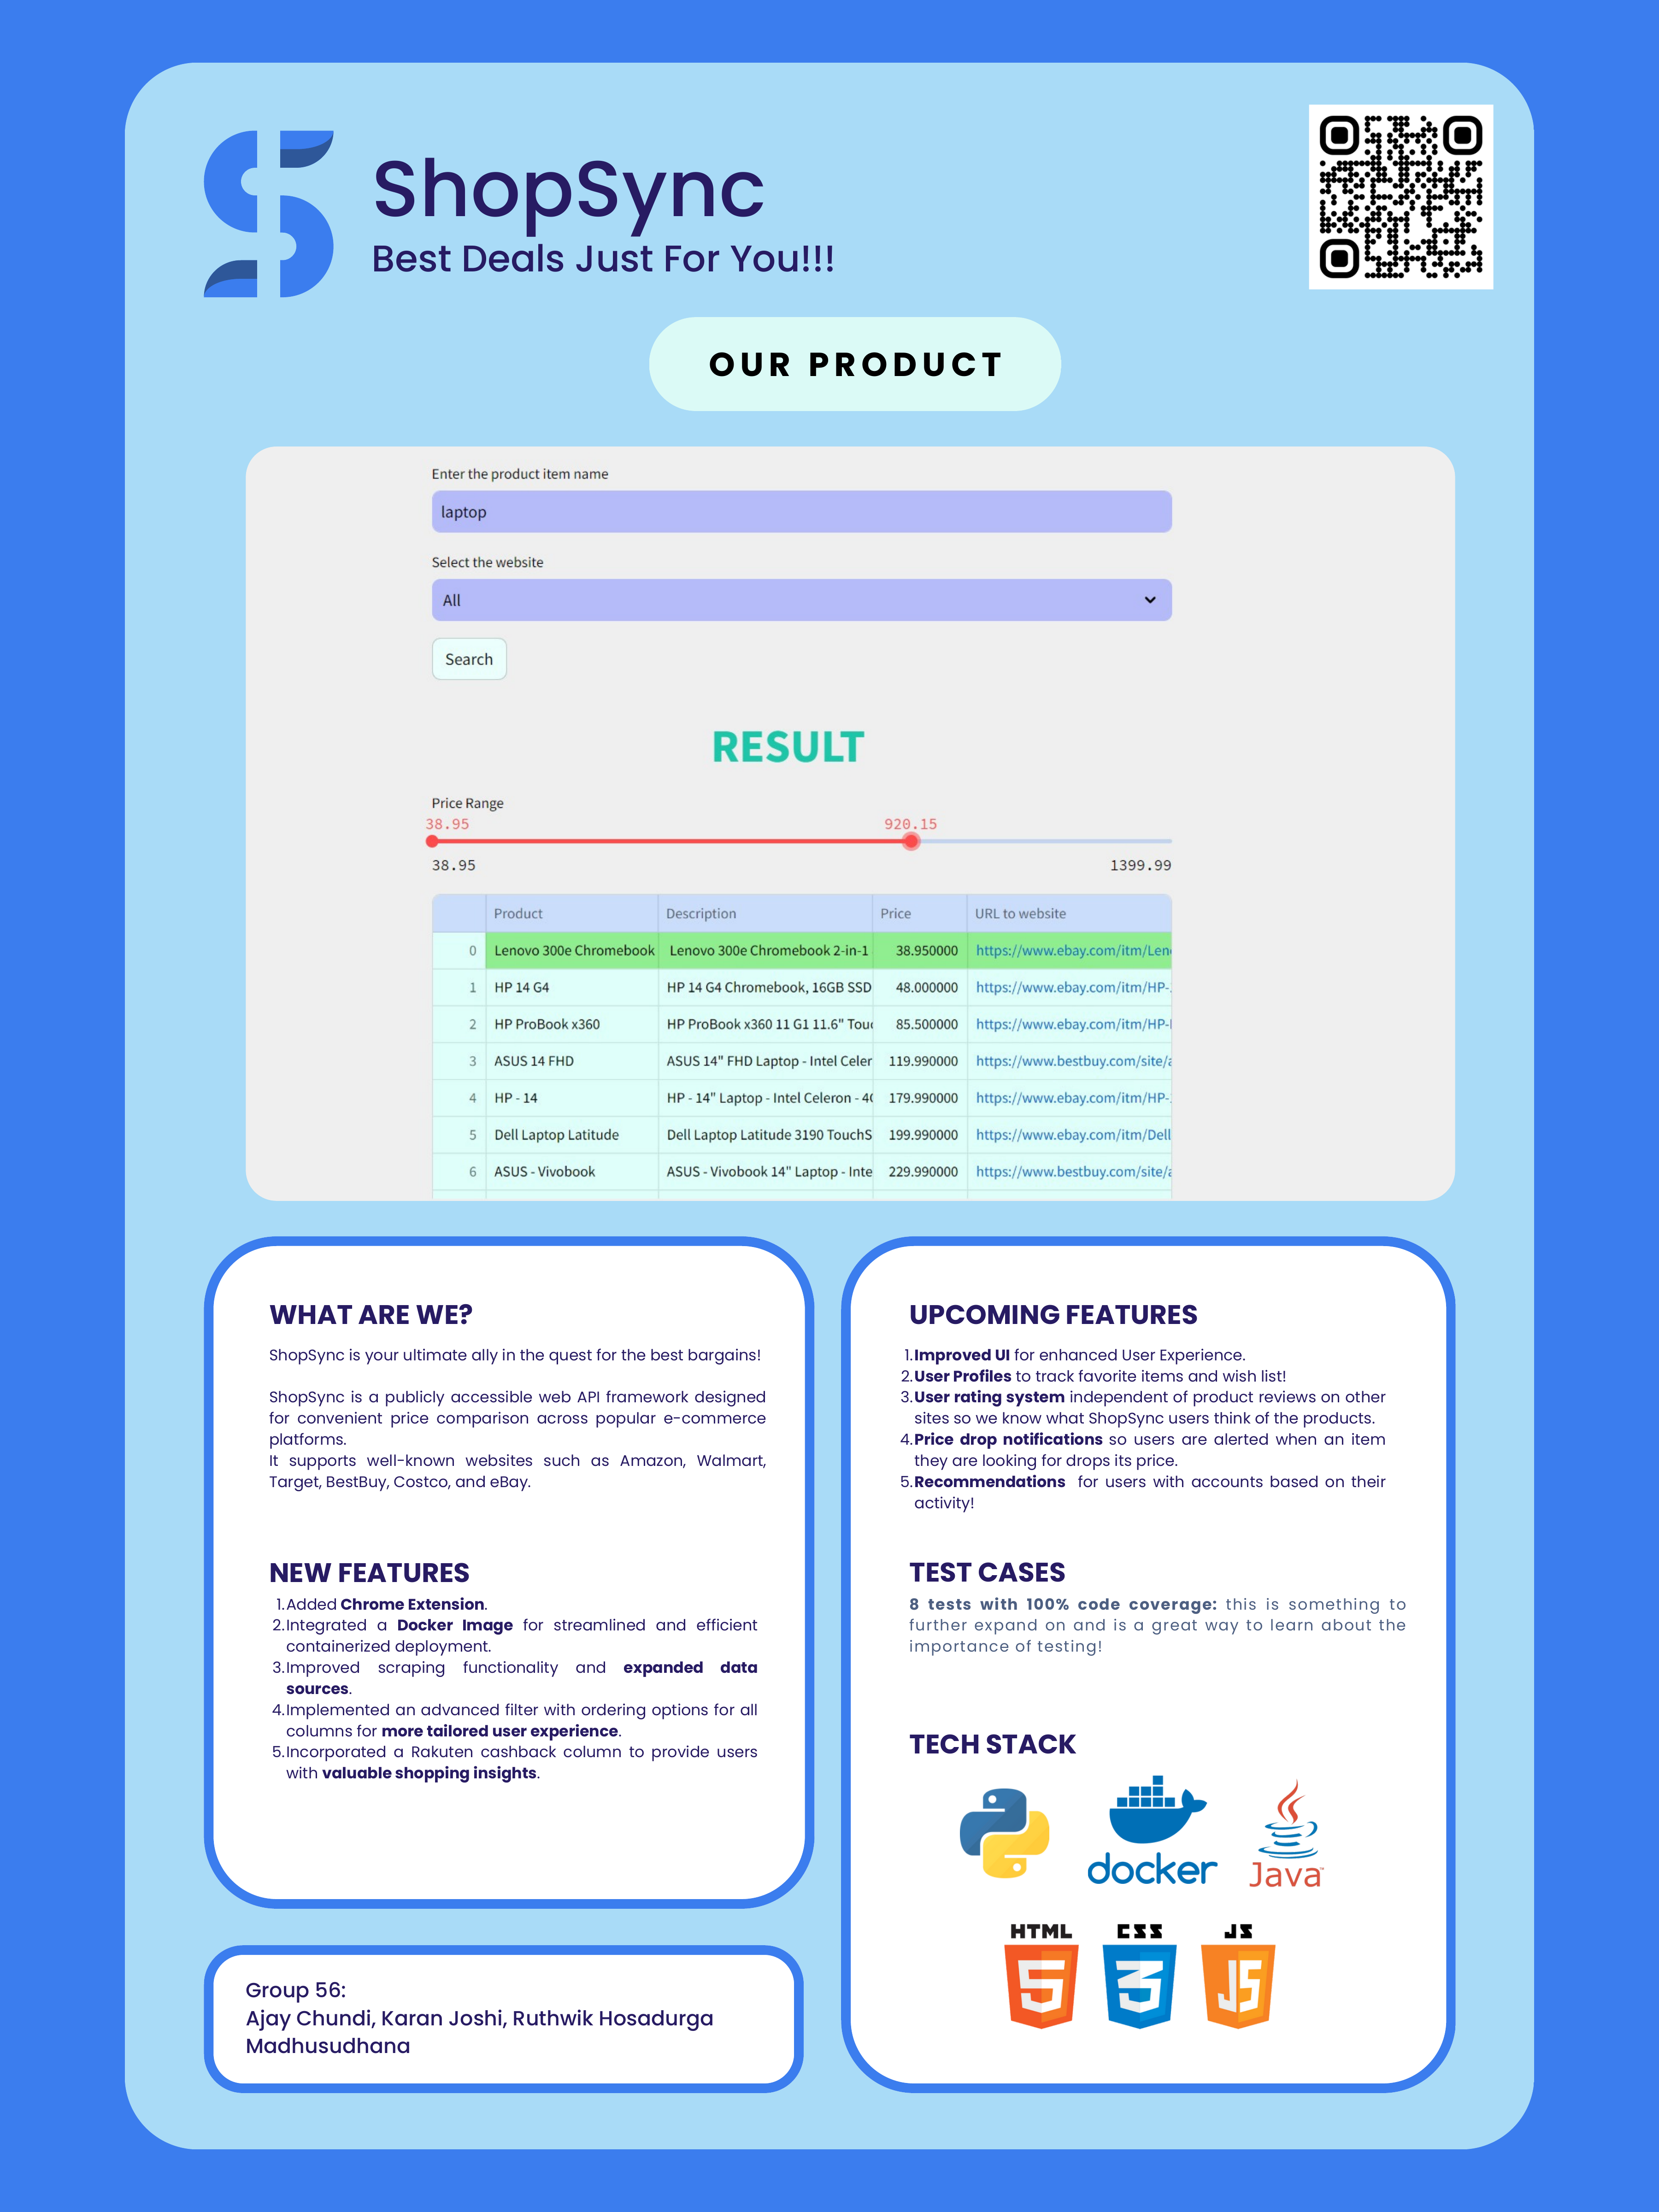 ShopSync
Best Deals Just For You!!!
OUR PRODUCT
Enter the product item name
laptop
Select the website
All
Search
RESULT
Price Range
38.95 920.15
38.95 1399.99
Product Description Price URL to website
0 Lenovo 300e Chromebook Lenovo 300e Chromebook 2-in-1 38.950000 https://www.ebay.com/itm/Len
1 HP 14 G4 HP 14 G4 Chromebook, 16GB SSD 48.000000 https://www.ebay.com/itm/HP-
2 HP ProBook x360 HP ProBook x360 11 G1 11.6" Touc 85.500000 https://www.ebay.com/itm/HP-
3 ASUS 14 FHD ASUS 14" FHD Laptop - Intel Celer 119.990000 https://www.bestbuy.com/site/a
4 HP - 14 HP - 14" Laptop - Intel Celeron - 4G 179.990000 https://www.ebay.com/itm/HP-
5 Dell Laptop Latitude Dell Laptop Latitude 3190 TouchS 199.990000 https://www.ebay.com/itm/Dell
6 ASUS - Vivobook ASUS - Vivobook 14" Laptop - Inte 229.990000 https://www.bestbuy.com/site/a
WHAT ARE WE?
ShopSync is your ultimate ally in the quest for the best bargains!
ShopSync is a publicly accessible web API framework designed
for convenient price comparison across popular e-commerce
platforms.
It supports well-known websites such as Amazon, Walmart,
Target, BestBuy, Costco, and eBay.
NEW FEATURES
1. Added Chrome Extension.
2. Integrated a Docker Image for streamlined and efficient
containerized deployment.
3. Improved scraping functionality and expanded data
sources.
4. Implemented an advanced filter with ordering options for all
columns for more tailored user experience.
5. Incorporated a Rakuten cashback column to provide users
with valuable shopping insights.
Group 56:
Ajay Chundi, Karan Joshi, Ruthwik Hosadurga
Madhusudhana
UPCOMING FEATURES
1. Improved UI for enhanced User Experience.
2. User Profiles to track favorite items and wish list!
3. User rating system independent of product reviews on other
sites so we know what ShopSync users think of the products.
4. Price drop notifications so users are alerted when an item
they are looking for drops its price.
5. Recommendations for users with accounts based on their
activity!
TEST CASES
8 tests with 100% code coverage: this is something to
further expand on and is a great way to learn about the
importance of testing!
TECH STACK
docker
Java
HTML CSS JS
5 3 JS